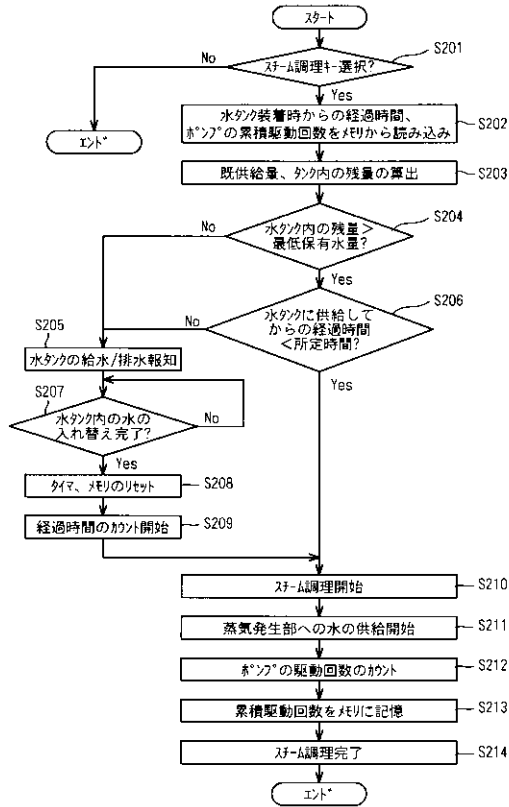 ｽﾀｰﾄ
S201
ｽﾁｰﾑ調理ｷｰ選択?
No
Yes
ｴﾝﾄﾞ
水ﾀﾝｸ装着時からの経過時間、
ﾎﾟﾝﾌﾟの累積駆動回数をﾒﾓﾘから読み込み
S202
既供給量、ﾀﾝｸ内の残量の算出
S203
S204
水ﾀﾝｸ内の残量>
最低保有水量?
No
Yes
S206
水ﾀﾝｸに供給して
からの経過時間
<所定時間?
No
Yes
S205
水ﾀﾝｸの給水/排水報知
S207
水ﾀﾝｸ内の水の
入れ替え完了?
No
Yes
ﾀｲﾏ、ﾒﾓﾘのﾘｾｯﾄ
S208
経過時間のｶｳﾝﾄ開始
S209
ｽﾁｰﾑ調理開始
S210
蒸気発生部への水の供給開始
S211
ﾎﾟﾝﾌﾟの駆動回数のｶｳﾝﾄ
S212
累積駆動回数をﾒﾓﾘに記憶
S213
ｽﾁｰﾑ調理完了
S214
ｴﾝﾄﾞ